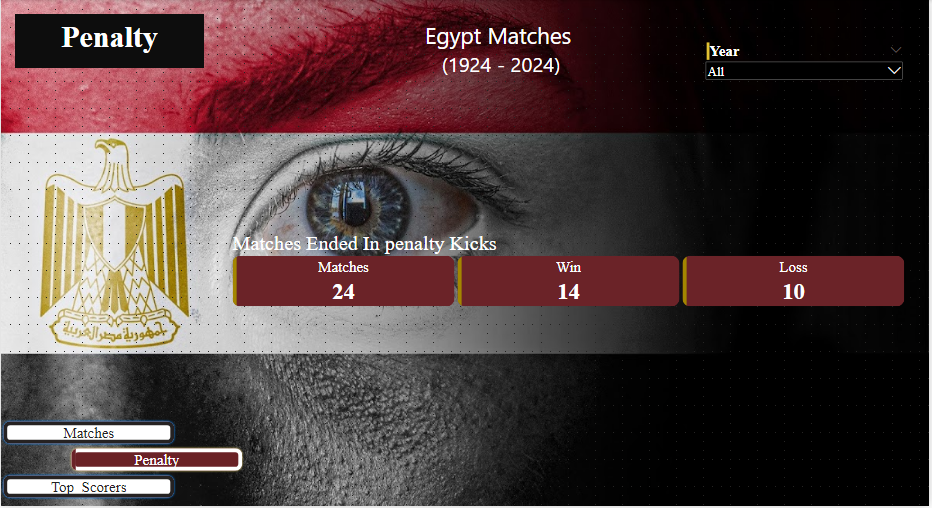 Penalty
Egypt Matches
(1924 - 2024)
Year
All
جمهورية مصر العربية
Matches Ended In penalty Kicks
Matches
24
Win
14
Loss
10
Matches
Penalty
Top Scorers